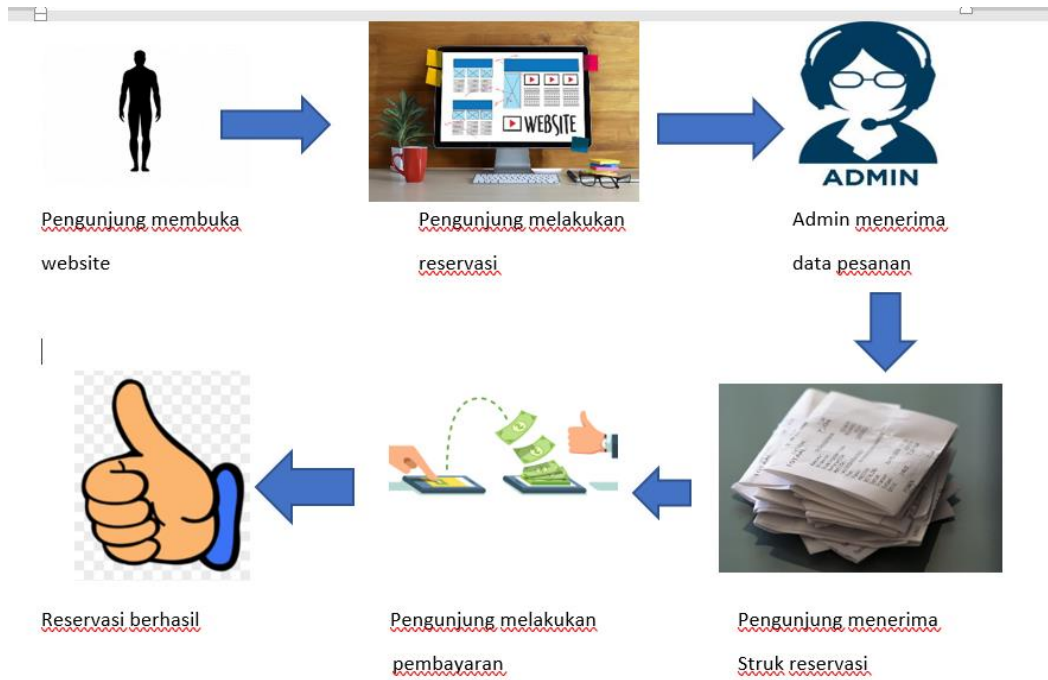 WEBSITE
ADMIN
Pengunjung membuka
website
Pengunjung melakukan
reservasi
Admin menerima
data pesanan
Reservasi berhasil
Pengunjung melakukan
pembayaran
Pengunjung menerima
Struk reservasi